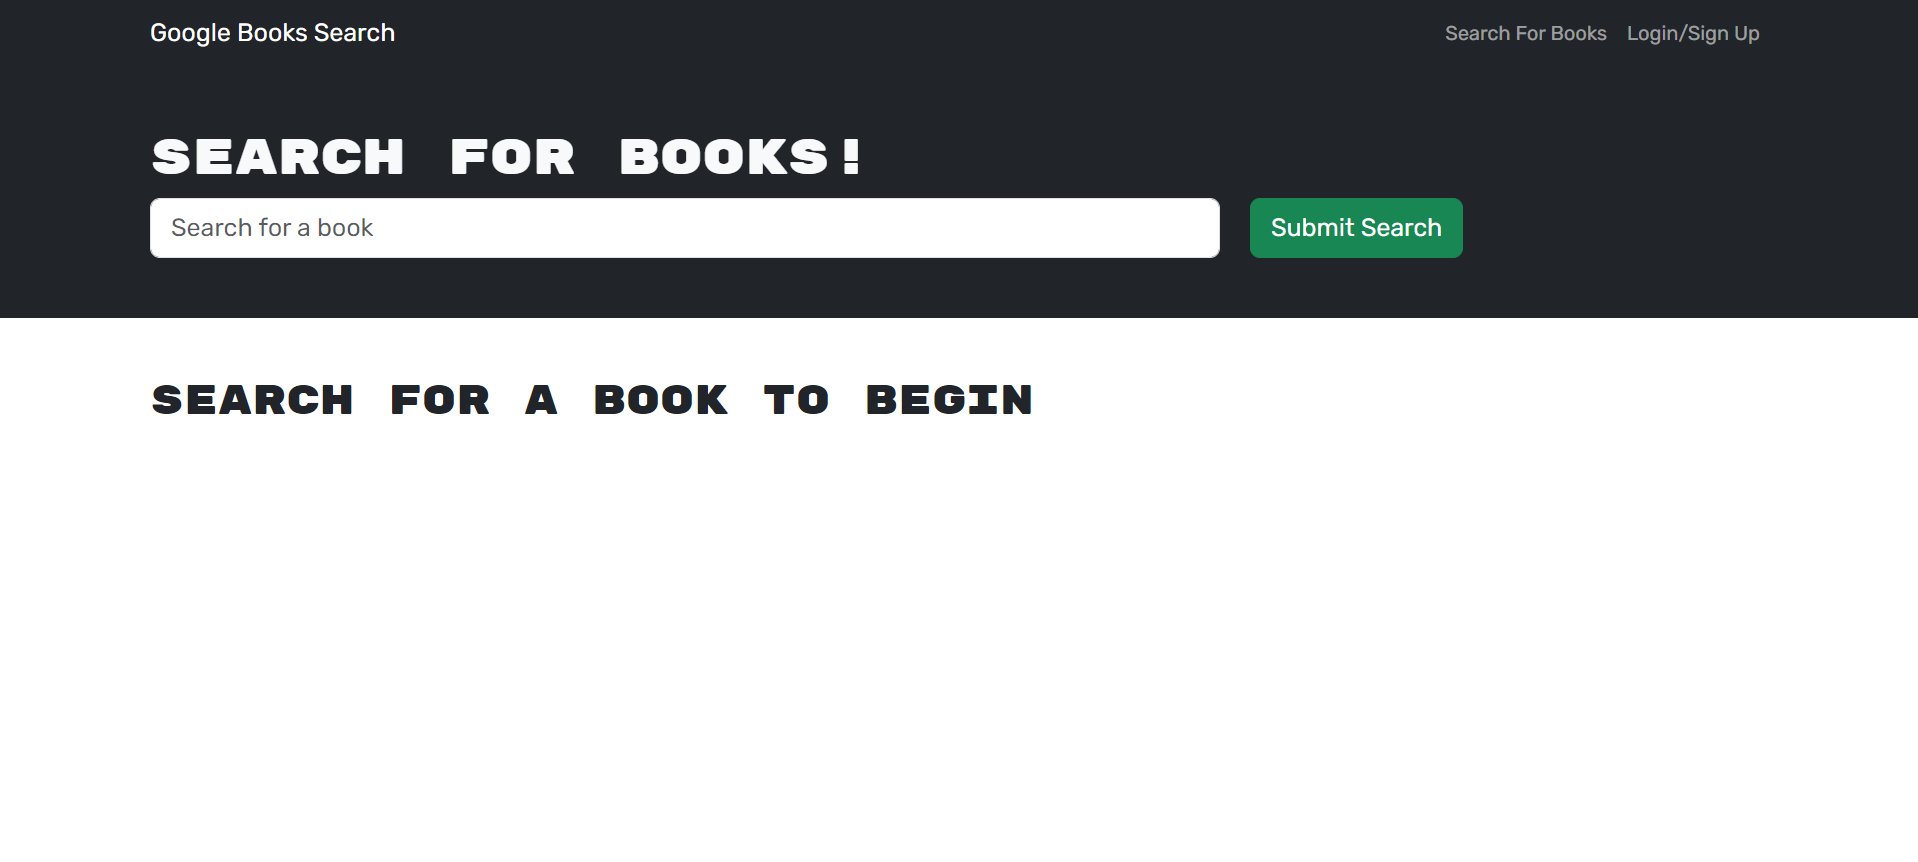 Google Books Search
Search For Books
Login/Sign Up
SEARCH FOR BOOKS!
Search for a book
Submit Search
SEARCH FOR A BOOK TO BEGIN